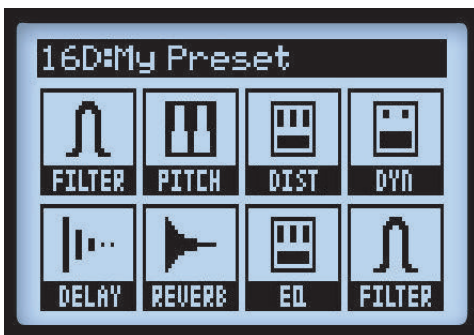 16D:My Preset
FILTER PITCH DIST DYN
DELAY REVERB EQ FILTER